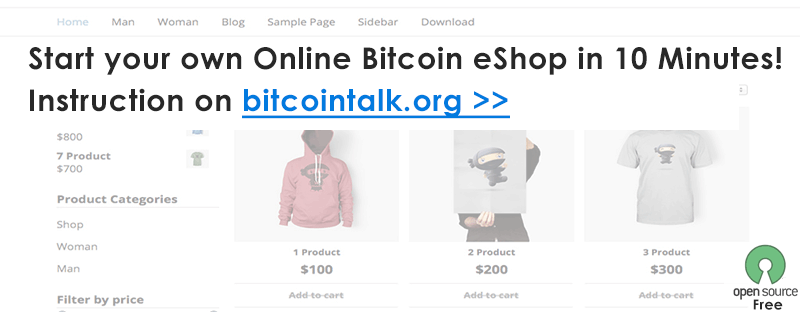 Home Man Woman Blog Sample Page Sidebar Download
Start your own Online Bitcoin eShop in 10 Minutes!
Instruction on bitcointalk.org >>
$800
7 Product
$700
Product Categories
Shop
Woman
Man
Filter by price
1 Product
$100
Add to cart
2 Product
$200
Add to cart
3 Product
$300
Add to cart
open source
Free